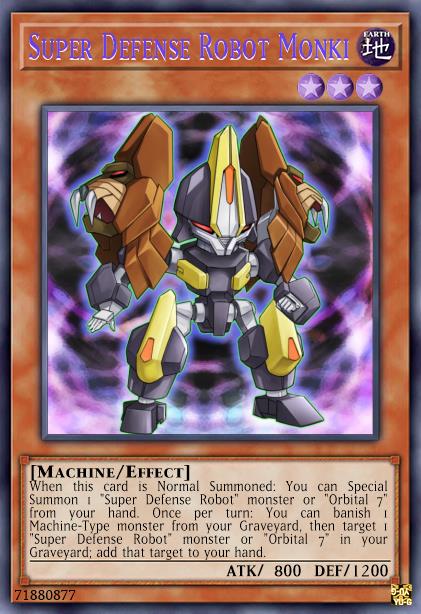 Super Defense Robot Monki
EARTH
地
[Machine/Effect]
When this card is Normal Summoned: You can Special
Summon 1 "Super Defense Robot" monster or "Orbital 7"
from your hand. Once per turn: You can banish 1
Machine-Type monster from your Graveyard, then target 1
"Super Defense Robot" monster or "Orbital 7" in your
Graveyard; add that target to your hand.
ATK/ 800 DEF/1200
71880877